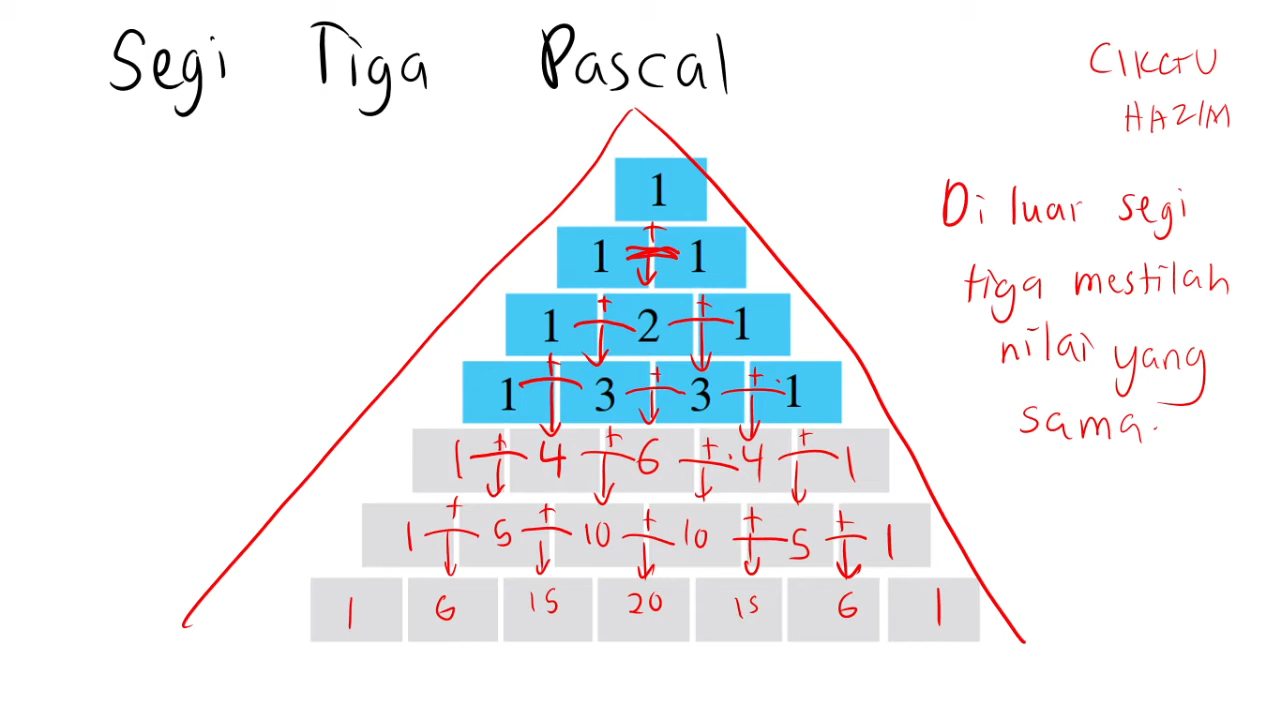 Segi Tiga Pascal
CIKGU
HAZIM
Di luar segi
tiga mestilah
nilai yang
sama.
1
+
1 1
+ +
1 2 1
+ + +
1 3 3 1
+ + + +
1 4 6 4 1
+ + + + +
1 5 10 10 5 1
1 6 15 20 15 6 1